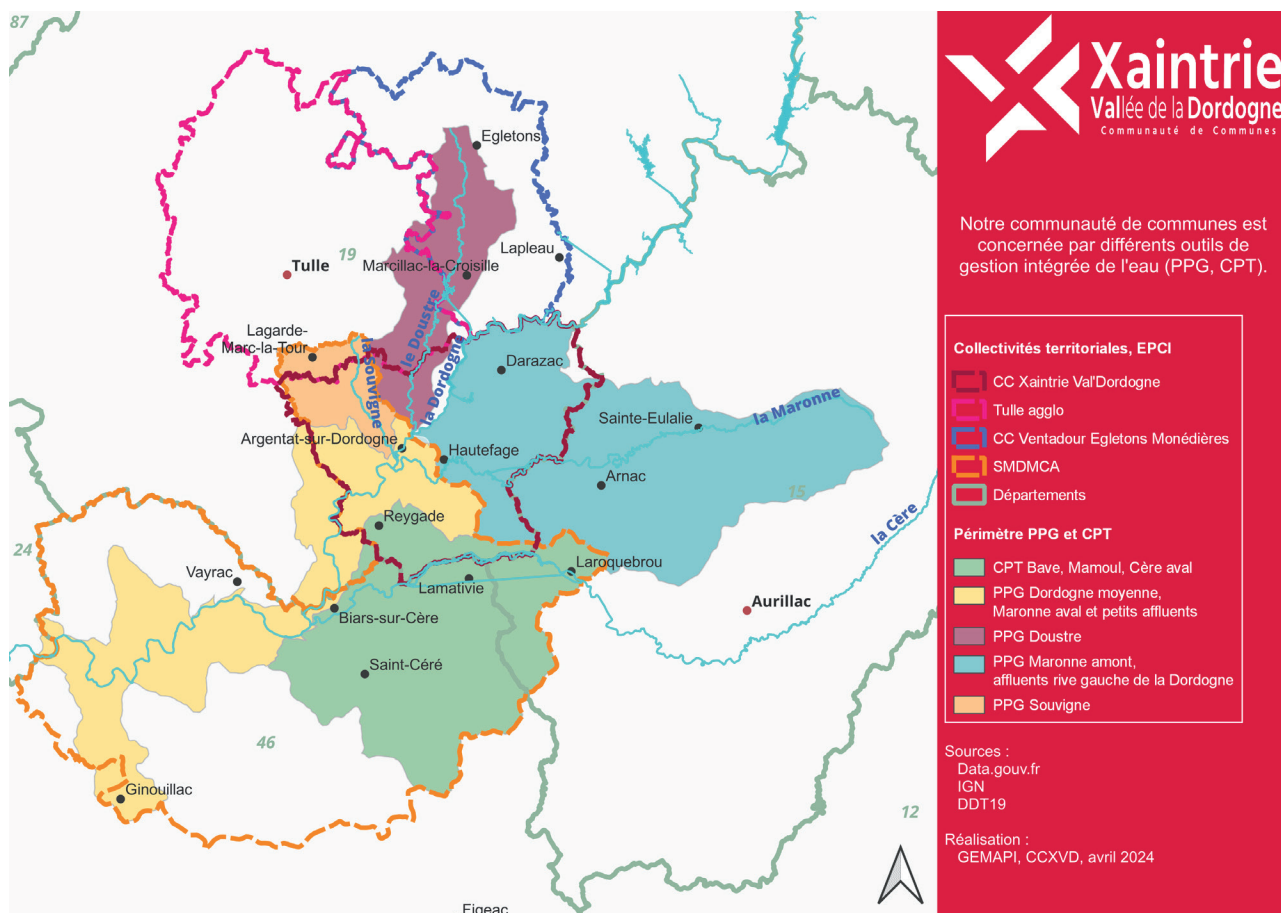 87
Egletons
Lapleau
19
Tulle
Marcillac-la-Croisille
Lagarde-
Marc-la-Tour
la Souvigne
le Doustre
la Dordogne
Darazac
Sainte-Eulalie
la Maronne
Argentat-sur-Dordogne
Hautefage
Arnac
15
Reygade
la Cère
24
Vayrac
Laroquebrou
Lamativie
Biars-sur-Cère
Aurillac
Saint-Céré
46
Ginouillac
12
Figeac
Xaintrie
Vallée de la Dordogne
Communauté de Communes
Notre communauté de communes est
concernée par différents outils de
gestion intégrée de l'eau (PPG, CPT).
Collectivités territoriales, EPCI
CC Xaintrie Val'Dordogne
Tulle agglo
CC Ventadour Egletons Monédières
SMDMCA
Départements
Périmètre PPG et CPT
CPT Bave, Mamoul, Cère aval
PPG Dordogne moyenne,
Maronne aval et petits affluents
PPG Doustre
PPG Maronne amont,
affluents rive gauche de la Dordogne
PPG Souvigne
Sources :
Data.gouv.fr
IGN
DDT19
Réalisation :
GEMAPI, CCXVD, avril 2024